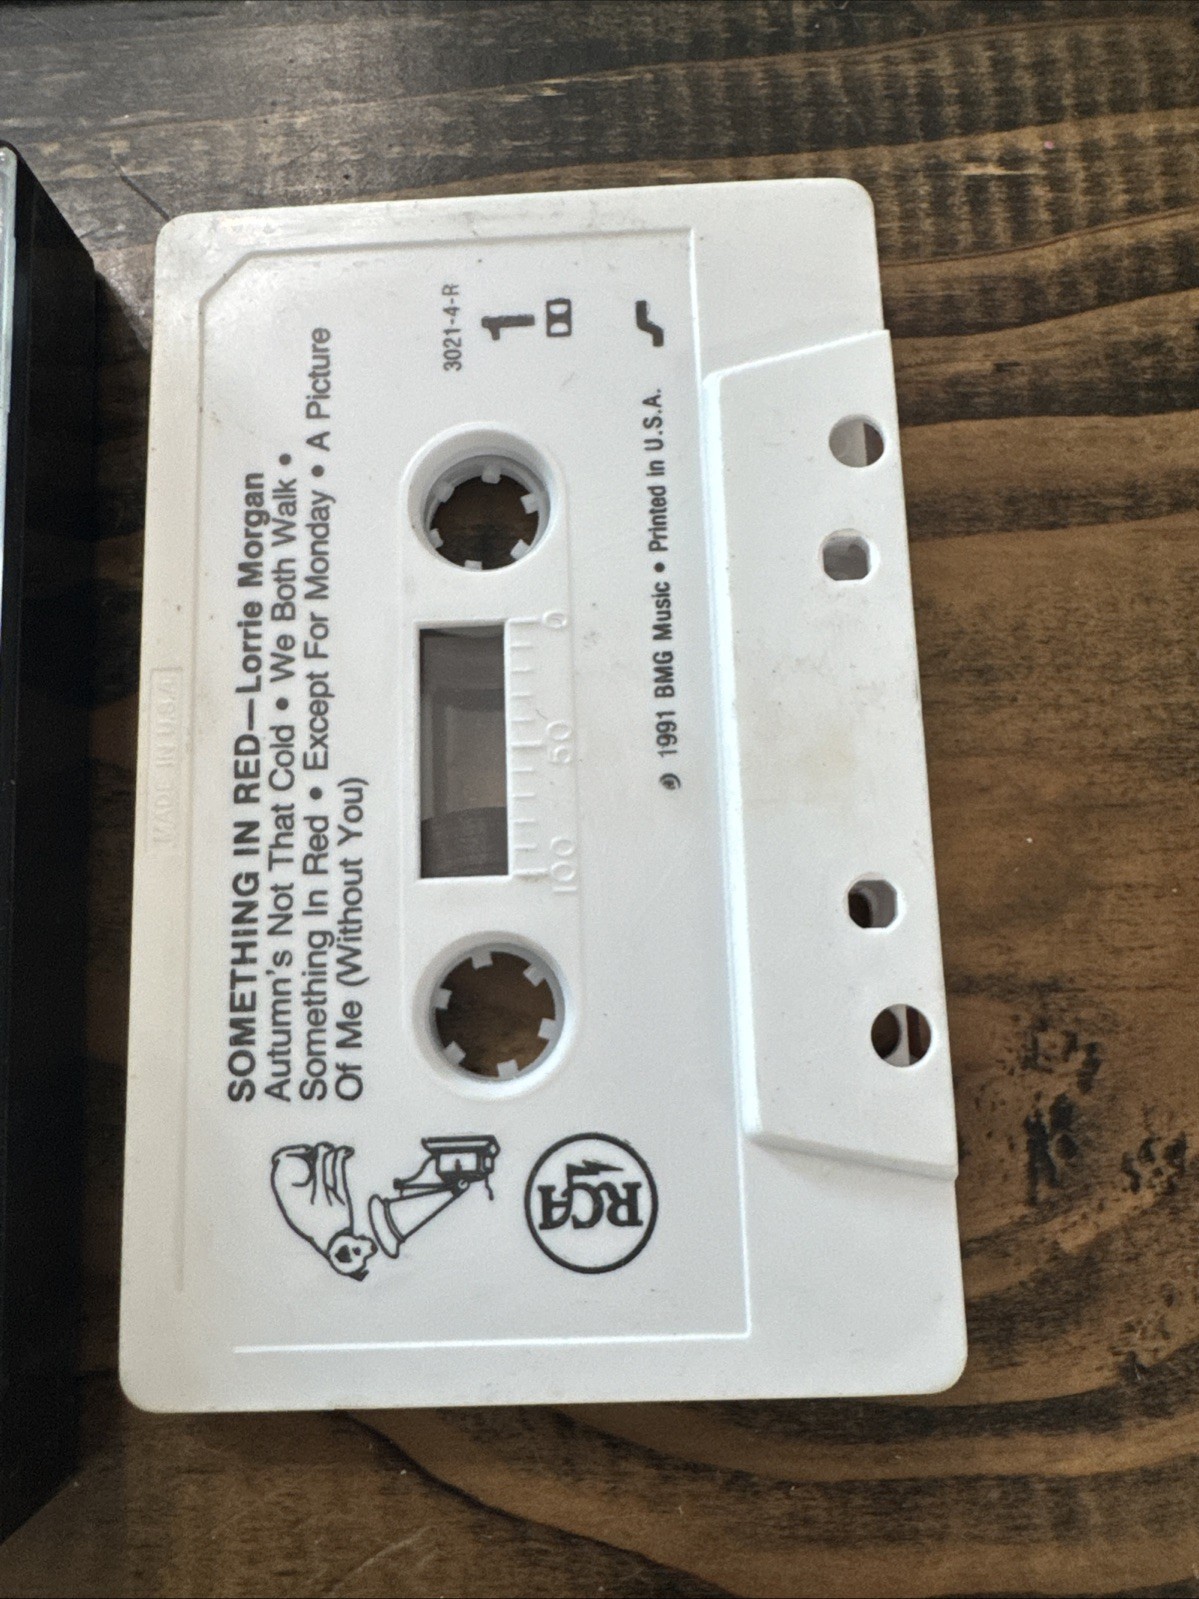 SOMETHING IN RED—Lorrie Morgan
Autumn's Not That Cold • We Both Walk •
Something In Red • Except For Monday • A Picture
Of Me (Without You)
3021-4-R
1
100 50 0
℗ 1991 BMG Music • Printed in U.S.A.
RCA
MADE IN U.S.A.